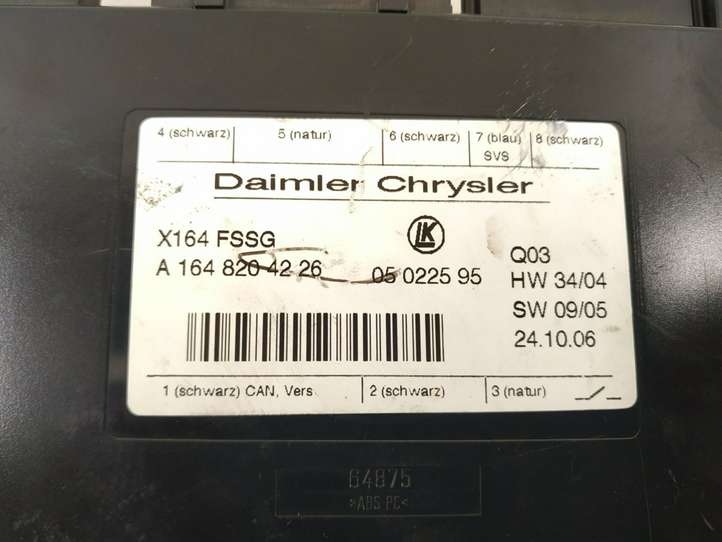 4 (schwarz) 5 (natur) 6 (schwarz) 7 (blau) 8 (schwarz)
SVS
Daimler Chrysler
X164 FSSG
LK
A 164 820 42 26 05 0225 95
Q03
HW 34/04
SW 09/05
24.10.06
1 (schwarz) CAN, Vers 2 (schwarz) 3 (natur)
64875
>ABS PC<